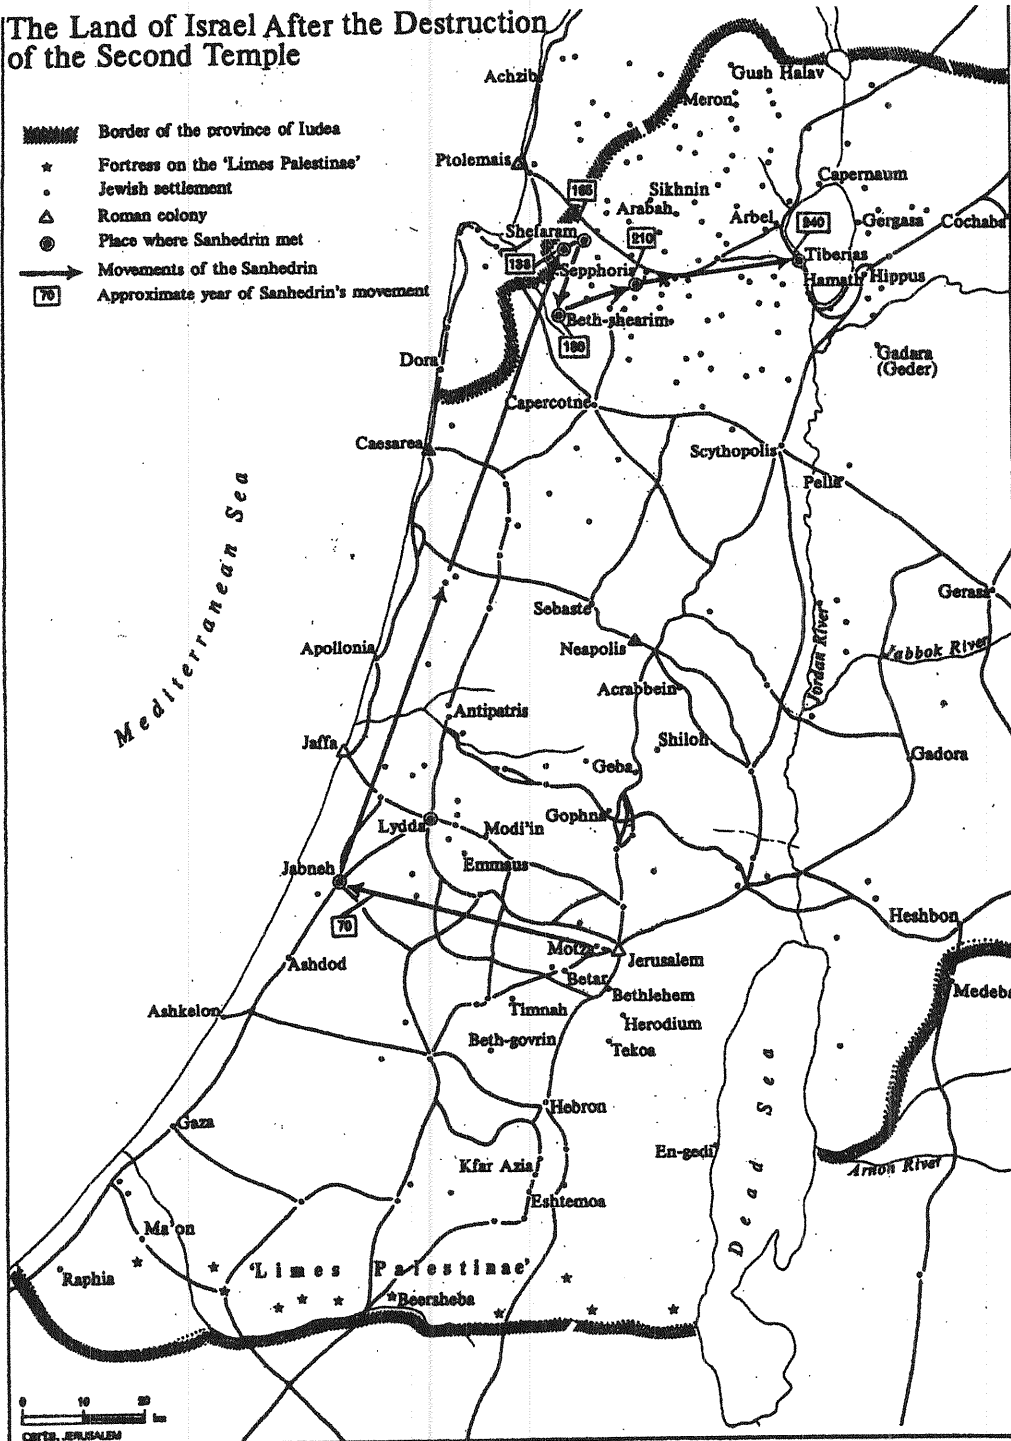 The Land of Israel After the Destruction
of the Second Temple
Border of the province of Iudea
Fortress on the 'Limes Palestinae'
Jewish settlement
Roman colony
Place where Sanhedrin met
Movements of the Sanhedrin
70
Approximate year of Sanhedrin's movement
Achzib
Gush Halav
Meron
Ptolemais
Capernaum
165
Sikhnin
Arabah
Arbel
240
Gergasa
Cochaba
Shefaram
210
138
Sepphoris
Tiberias
Hamath
Hippus
Beth-shearim
180
Dora
Gadara
(Geder)
Capercotne
Caesarea
Scythopolis
Pella
Mediterranean Sea
Sebaste
Gerasa
Jordan River
Apollonia
Neapolis
Jabbok River
Acrabbein
Antipatris
Jaffa
Shiloh
Gadora
Geba
Gophna
Lydda
Modi'in
Jabneh
Emmaus
70
Heshbon
Motza
Jerusalem
Ashdod
Betar
Medeba
Bethlehem
Ashkelon
Timnah
Herodium
Beth-govrin
Tekoa
Dead Sea
Hebron
Gaza
En-gedi
Kfar Azia
Arnon River
Eshtemoa
Ma'on
'Limes Palestinae'
Raphia
Beersheba
0 10 20
km
carta, JERUSALEM